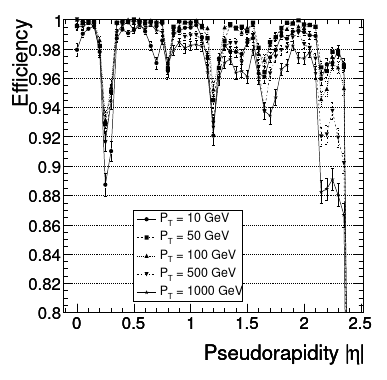 Efficiency
1
0.98
0.96
0.94
0.92
0.9
0.88
0.86
0.84
0.82
0.8
P_T = 10 GeV
P_T = 50 GeV
P_T = 100 GeV
P_T = 500 GeV
P_T = 1000 GeV
0 0.5 1 1.5 2 2.5
Pseudorapidity |η|